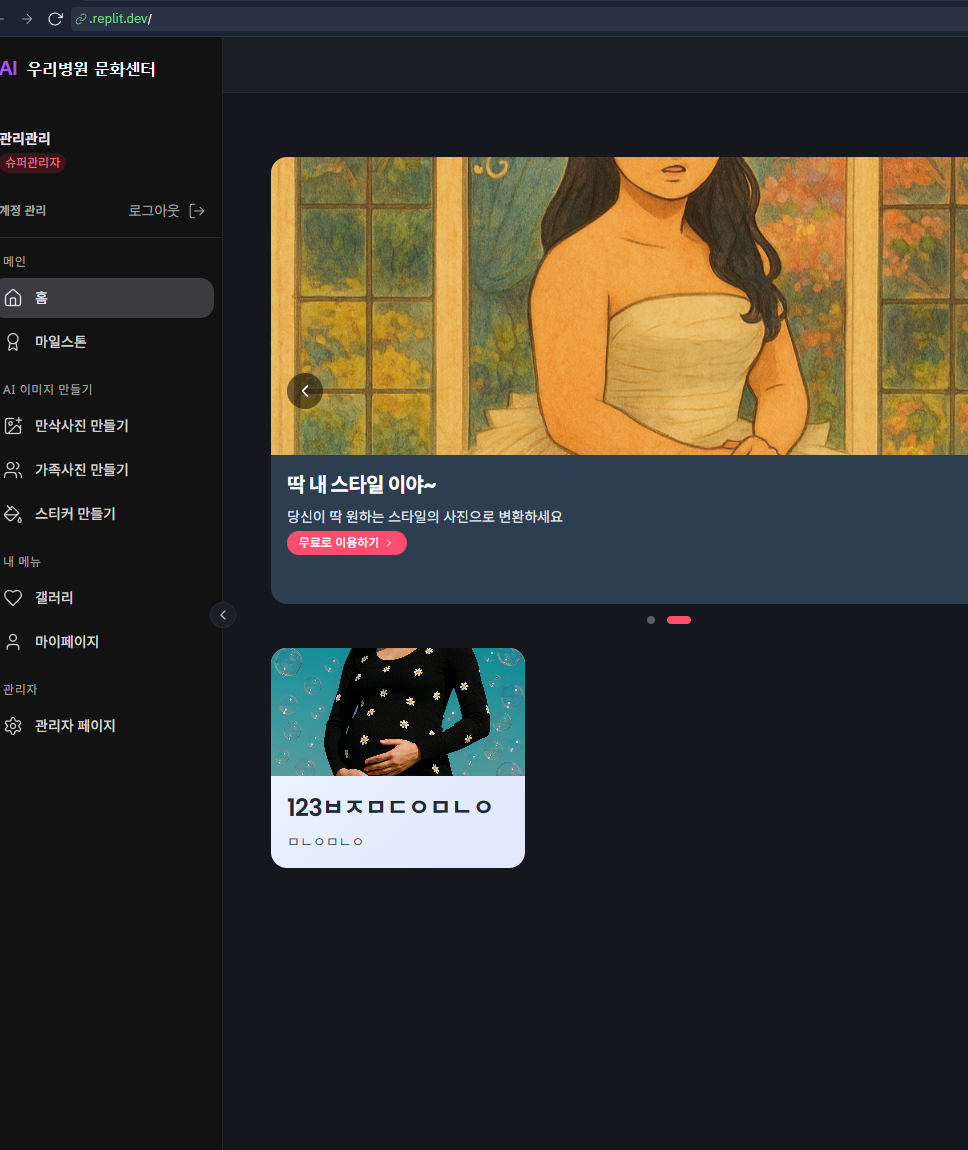 .replit.dev/
AI 우리병원 문화센터
관리관리
슈퍼관리자
계정 관리 로그아웃
메인
홈
마일스톤
AI 이미지 만들기
만삭사진 만들기
가족사진 만들기
스티커 만들기
내 메뉴
갤러리
마이페이지
관리자
관리자 페이지
딱 내 스타일 이야~
당신이 딱 원하는 스타일의 사진으로 변환하세요
무료로 이용하기
123ㅂㅈㅁㄷㅇㅁㄴㅇ
ㅁㄴㅇㅁㄴㅇ